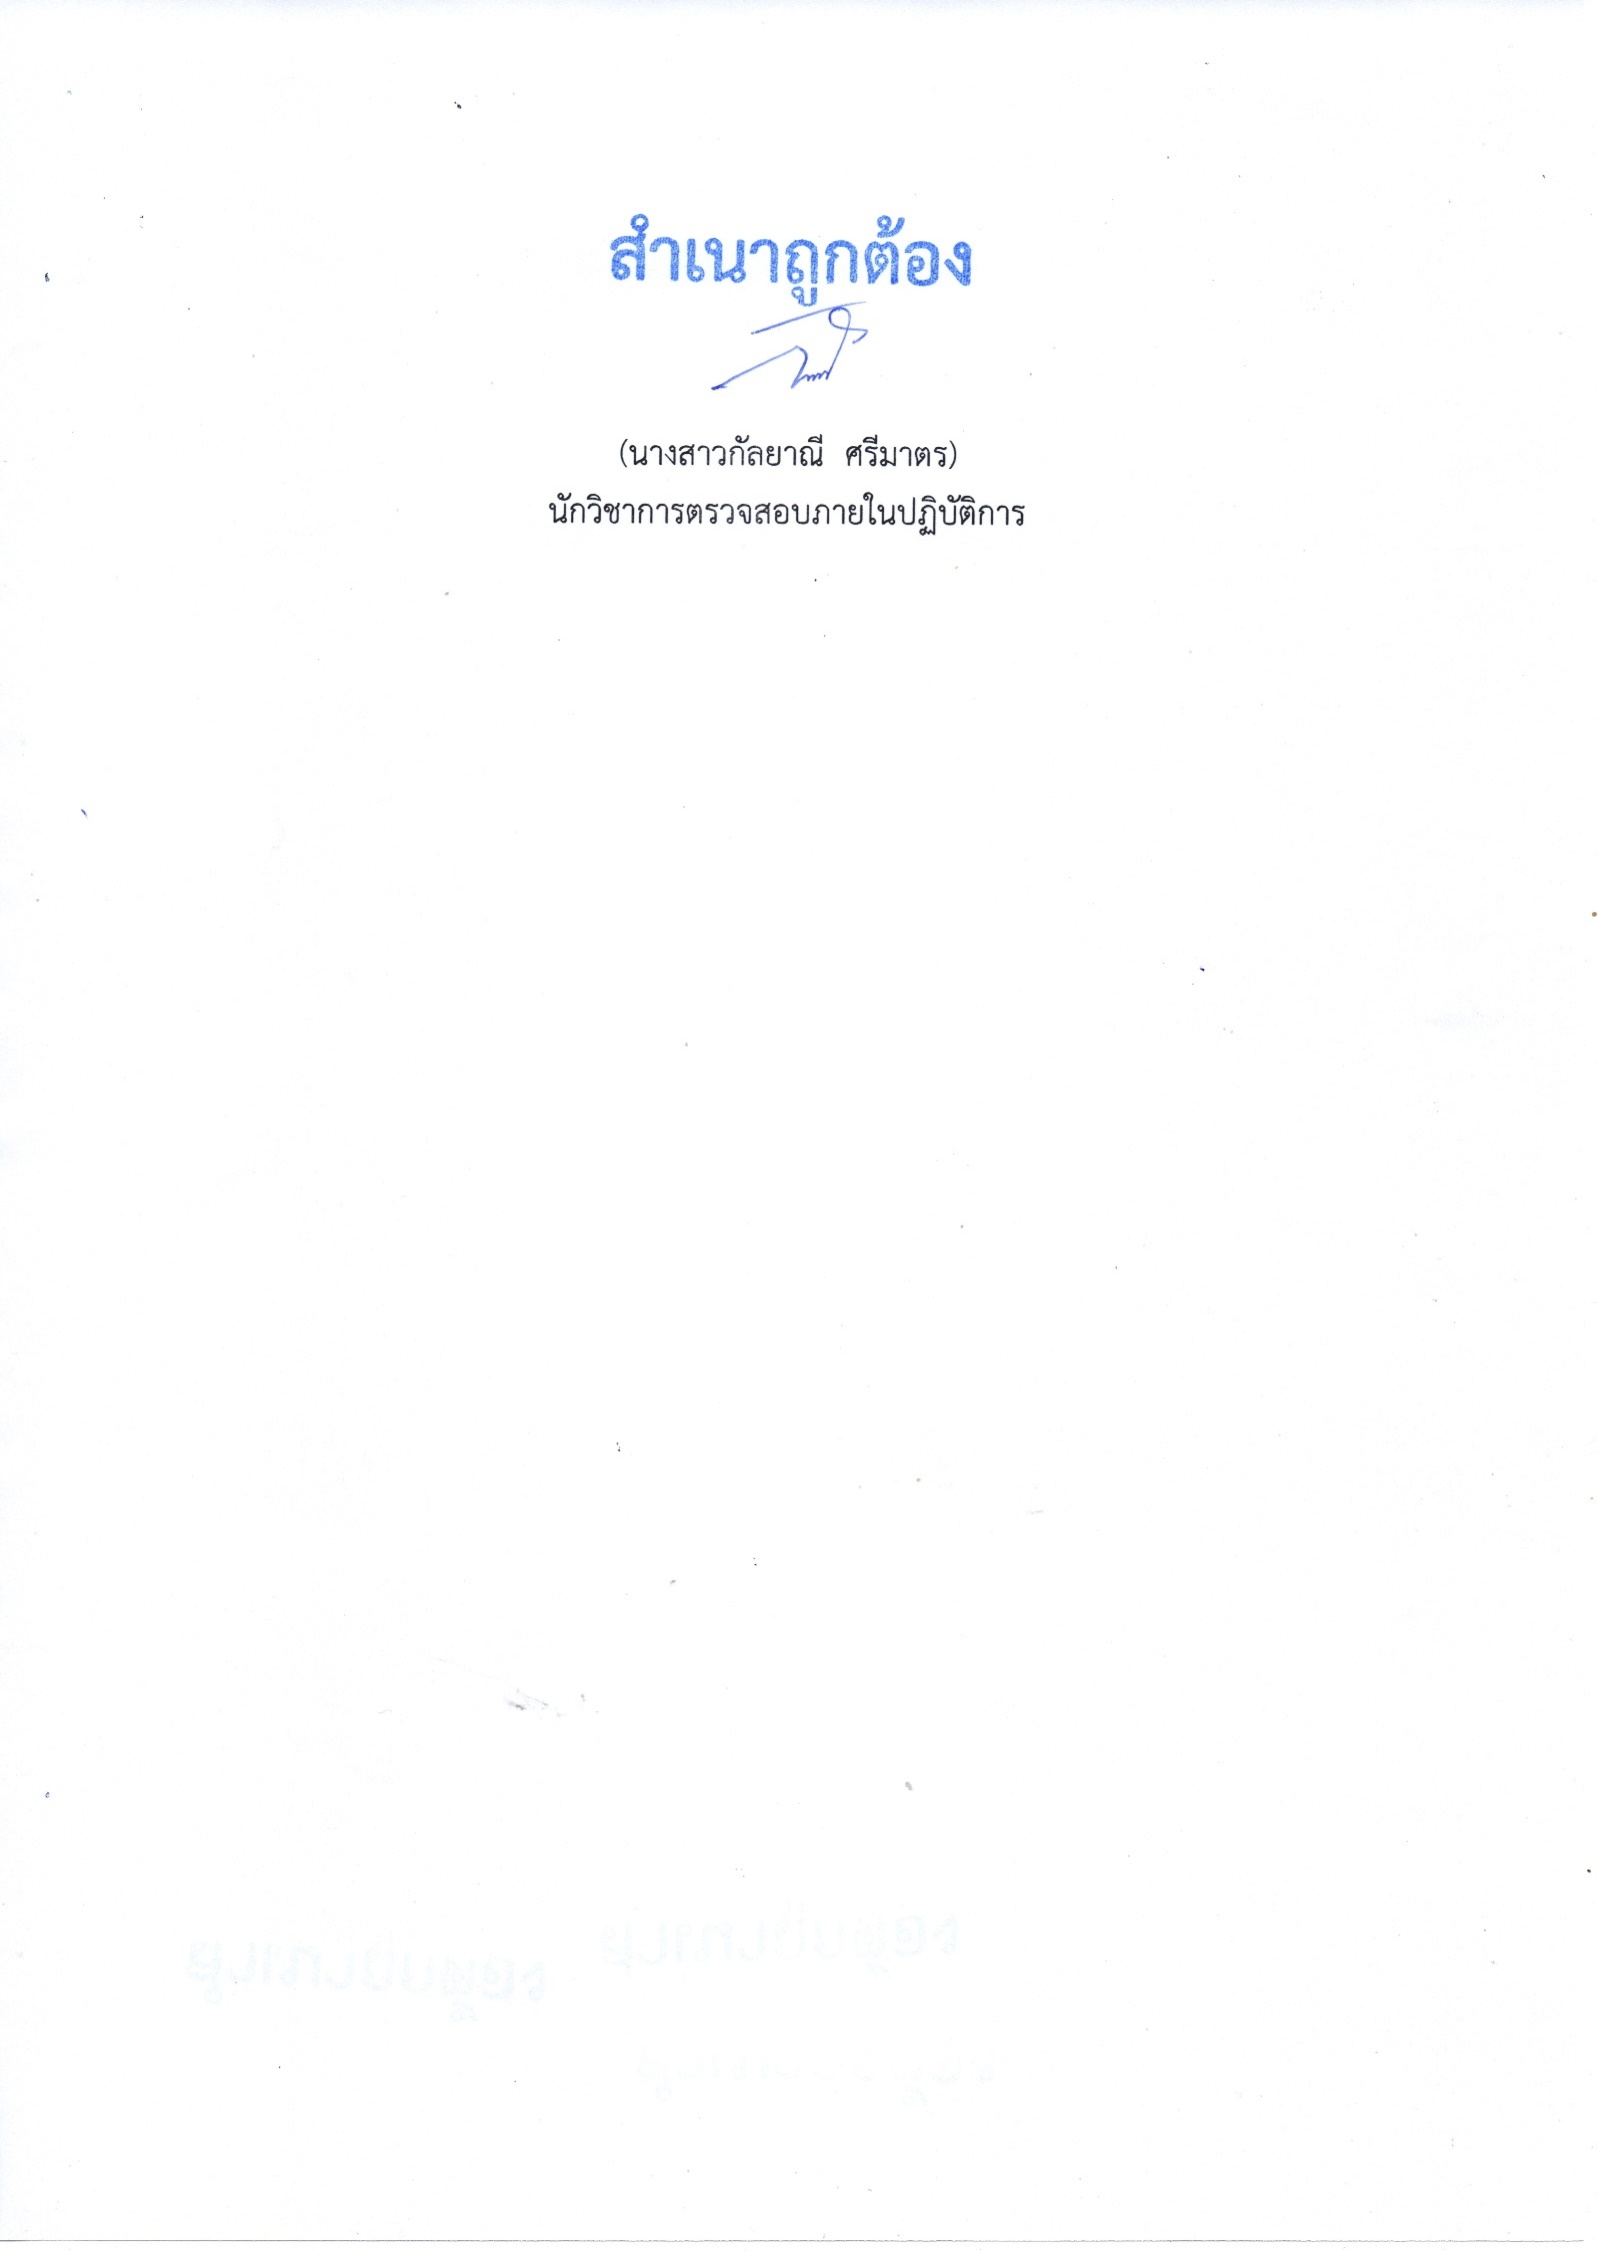 สำเนาถูกต้อง
(นางสาวกัลยาณี ศรีมาตร)
นักวิชาการตรวจสอบภายในปฏิบัติการ